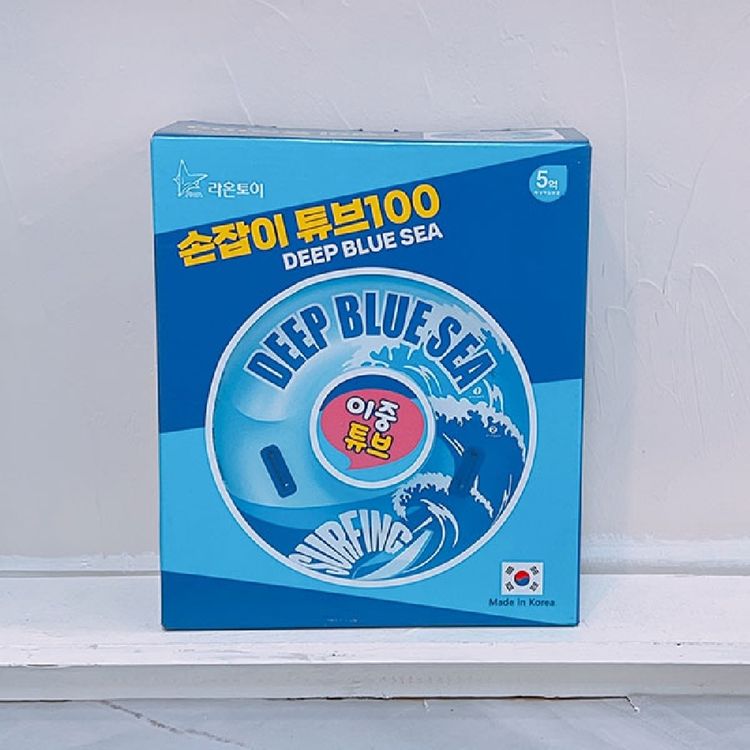 라온토이
5억
손잡이 튜브100
DEEP BLUE SEA
DEEP BLUE SEA
이중
튜브
SURFING
Made in Korea